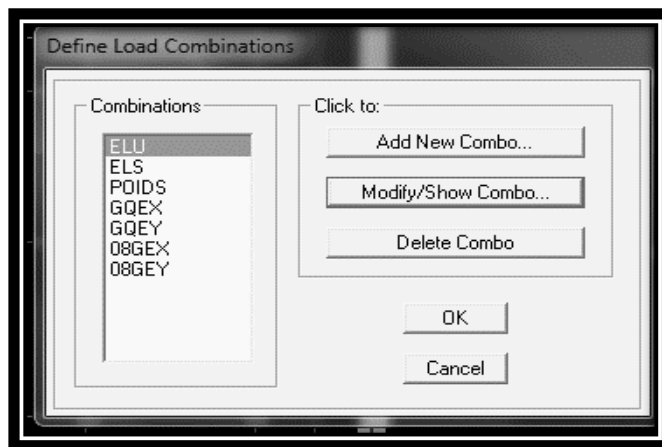 Define Load Combinations
Combinations
ELU
ELS
POIDS
GQEX
GQEY
08GEX
08GEY
Click to:
Add New Combo...
Modify/Show Combo...
Delete Combo
OK
Cancel